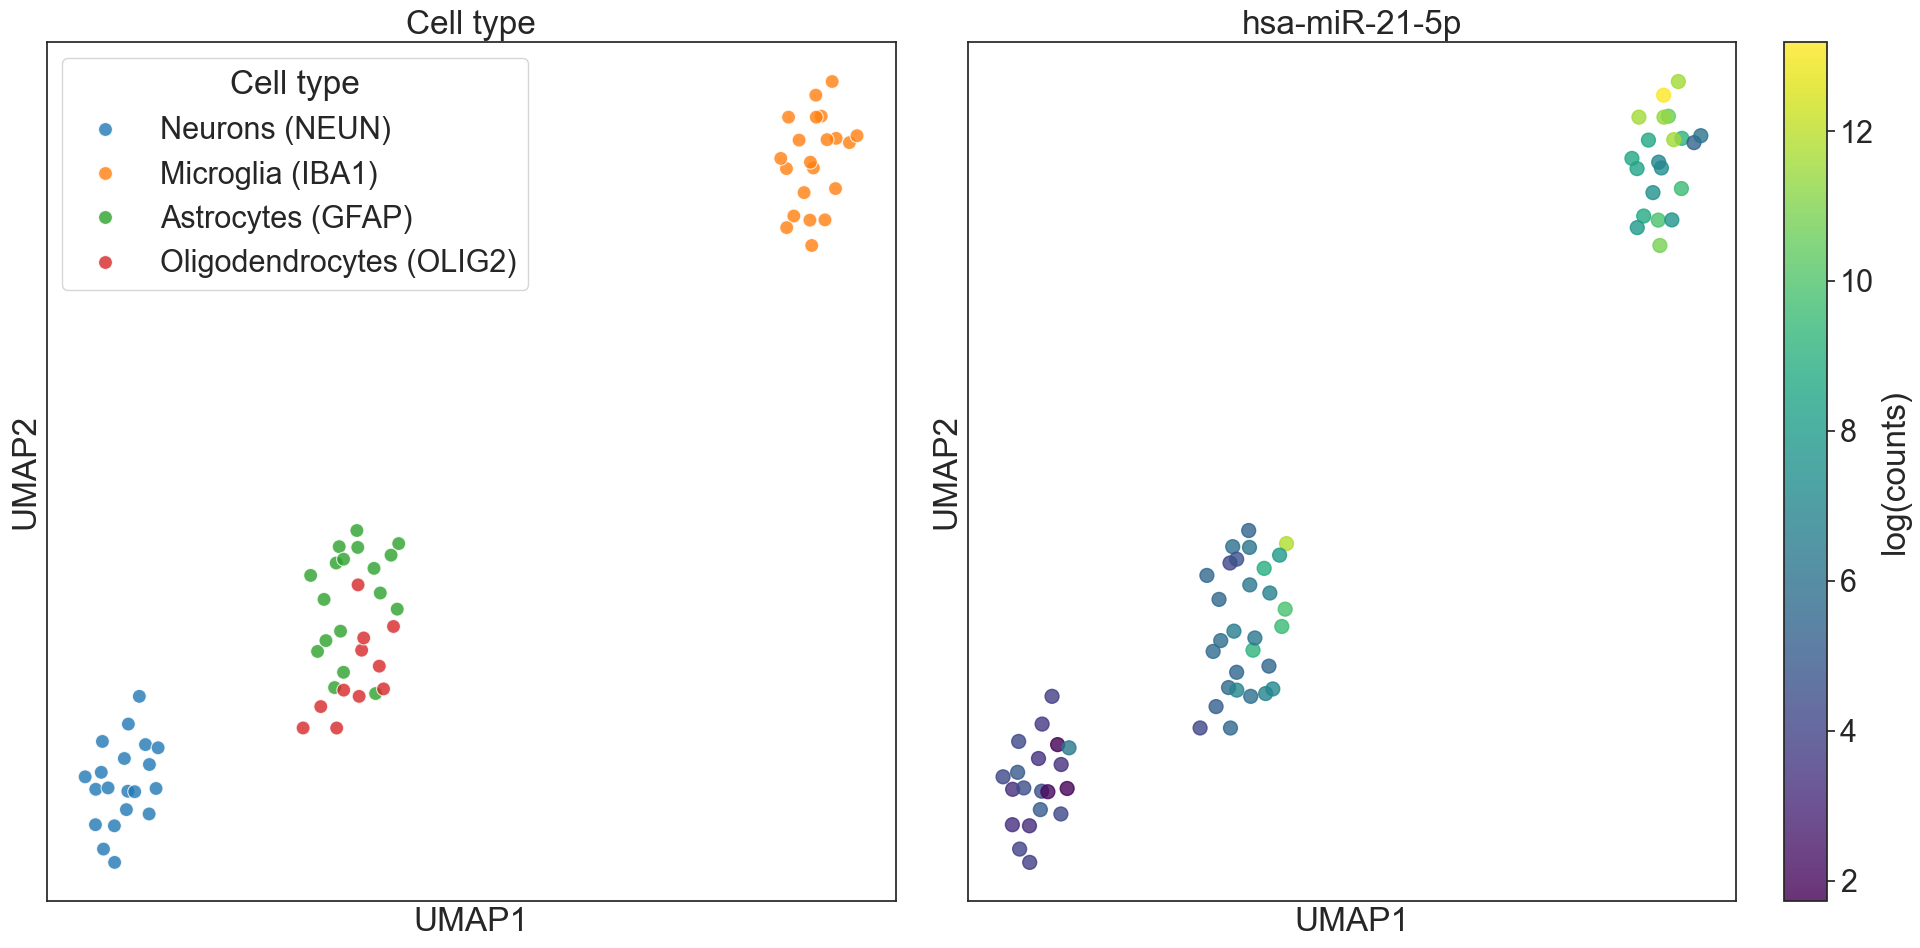 Cell type
Cell type
Neurons (NEUN)
Microglia (IBA1)
Astrocytes (GFAP)
Oligodendrocytes (OLIG2)
UMAP2
UMAP1
hsa-miR-21-5p
UMAP2
UMAP1
12
10
8
6
4
2
log(counts)